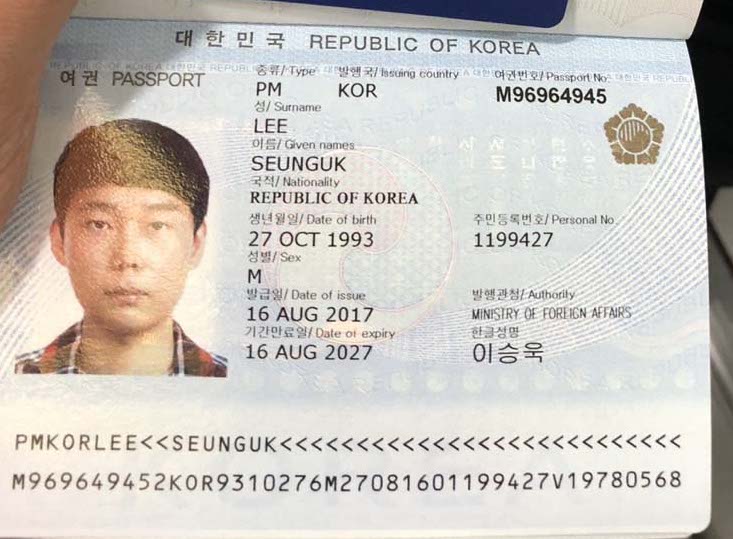 대한민국 REPUBLIC OF KOREA
여권 PASSPORT
종류/ Type 발행국/ Issuing country 여권번호/ Passport No.
PM KOR M96964945
성/ Surname
LEE
이름/ Given names
SEUNGUK
국적/ Nationality
REPUBLIC OF KOREA
생년월일/ Date of birth 주민등록번호/ Personal No.
27 OCT 1993 1199427
성별/ Sex
M
발급일/ Date of issue 발행관청/ Authority
16 AUG 2017 MINISTRY OF FOREIGN AFFAIRS
기간만료일/ Date of expiry 한글성명
16 AUG 2027 이승욱
PMKORLEE<<SEUNGUK<<<<<<<<<<<<<<<<<<<<<<<<<<<
M969649452KOR9310276M27081601199427V19780568